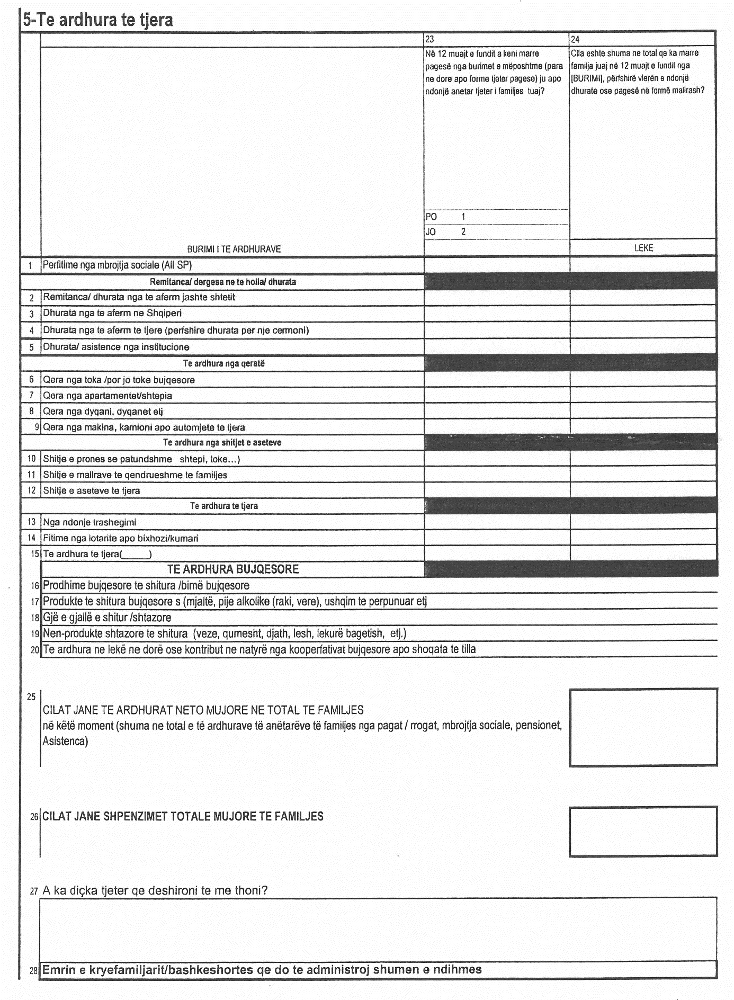 5-Te ardhura te tjera
23
24
Në 12 muajt e fundit a keni marre
pagesë nga burimet e mëposhtme (para
ne dore apo forme tjeter pagese) ju apo
ndonjë anetar tjeter i familjes tuaj?
Cila eshte shuma ne total qe ka marre
familja juaj në 12 muajt e fundit nga
[BURIMI], përfshirë vlerën e ndonjë
dhurate ose pagesë në formë mallrash?
PO 1
JO 2
BURIMI I TE ARDHURAVE
LEKE
1 Perfitime nga mbrojtja sociale (All SP)
Remitanca/ dergesa ne te holla/ dhurata
2 Remitanca/ dhurata nga te aferm jashte shtetit
3 Dhurata nga te aferm ne Shqiperi
4 Dhurata nga te aferm te tjere (perfshire dhurata per nje cermoni)
5 Dhurata/ asistence nga institucione
Te ardhura nga qeratë
6 Qera nga toka /por jo toke bujqesore
7 Qera nga apartamentet/shtepia
8 Qera nga dyqani, dyqanet etj
9 Qera nga makina, kamioni apo automjete te tjera
Te ardhura nga shitjet e aseteve
10 Shitje e prones se patundshme shtepi, toke...)
11 Shitje e mallrave te qendrueshme te familjes
12 Shitje e aseteve te tjera
Te ardhura te tjera
13 Nga ndonje trashegimi
14 Fitime nga lotarite apo bixhozi/kumari
15 Te ardhura te tjera(_____)
TE ARDHURA BUJQESORE
16 Prodhime bujqesore te shitura /bimë bujqesore
17 Produkte te shitura bujqesore s (mjaltë, pije alkolike (raki, vere), ushqim te perpunuar etj
18 Gjë e gjallë e shitur /shtazore
19 Nen-produkte shtazore te shitura (veze, qumesht, djath, lesh, lekurë bagetish, etj.)
20 Te ardhura ne lekë ne dorë ose kontribut ne natyrë nga kooperfativat bujqesore apo shoqata te tilla
25
CILAT JANE TE ARDHURAT NETO MUJORE NE TOTAL TE FAMILJES
në këtë moment (shuma ne total e të ardhurave të anëtarëve të familjes nga pagat / rrogat, mbrojtja sociale, pensionet,
Asistenca)
26 CILAT JANE SHPENZIMET TOTALE MUJORE TE FAMILJES
27 A ka diçka tjeter qe deshironi te me thoni?
28 Emrin e kryefamiljarit/bashkeshortes qe do te administroj shumen e ndihmes